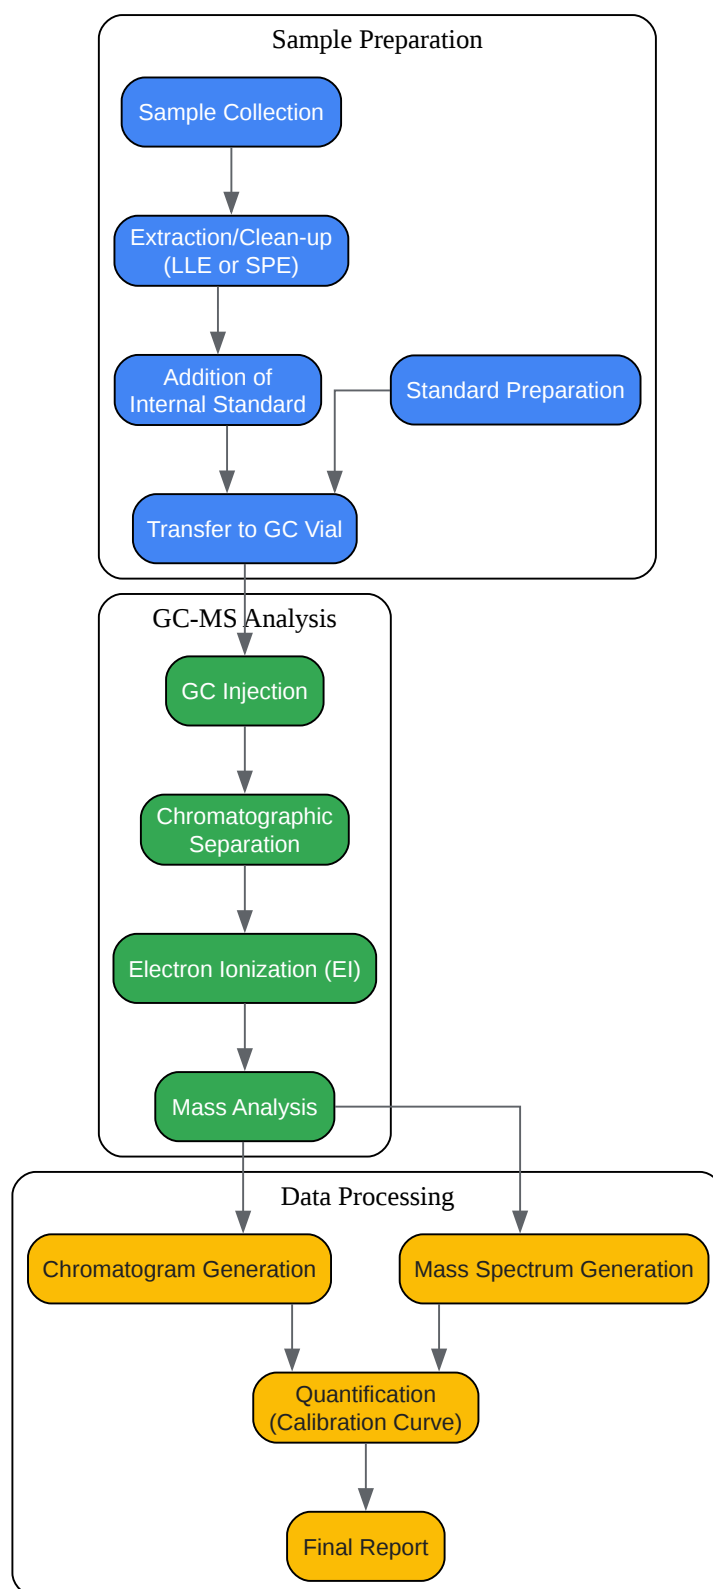 Sample Preparation
Sample Collection
Extraction/Clean-up
(LLE or SPE)
Addition of
Internal Standard
Standard Preparation
Transfer to GC Vial
GC-MS Analysis
GC Injection
Chromatographic
Separation
Electron Ionization (EI)
Mass Analysis
Data Processing
Chromatogram Generation
Mass Spectrum Generation
Quantification
(Calibration Curve)
Final Report